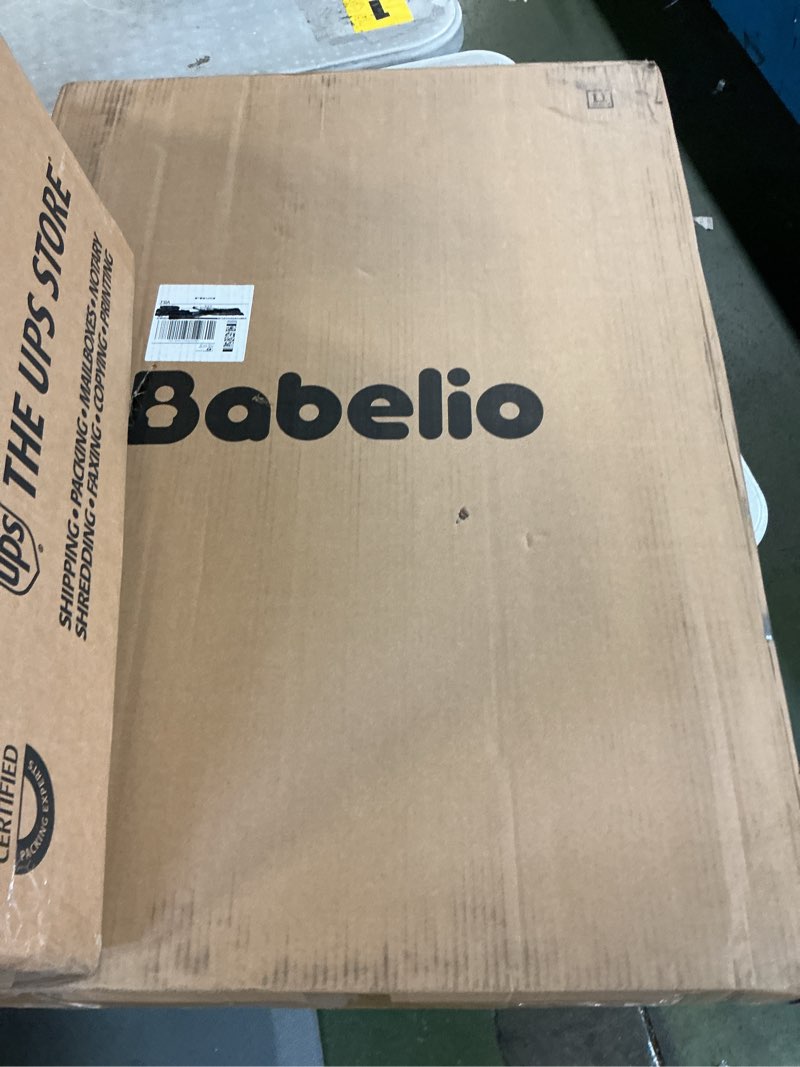 THE UPS STORE
ups
SHIPPING • PACKING • MAILBOXES • NOTARY
SHREDDING • FAXING • COPYING • PRINTING
CERTIFIED
PACKING EXPERTS
Babelio